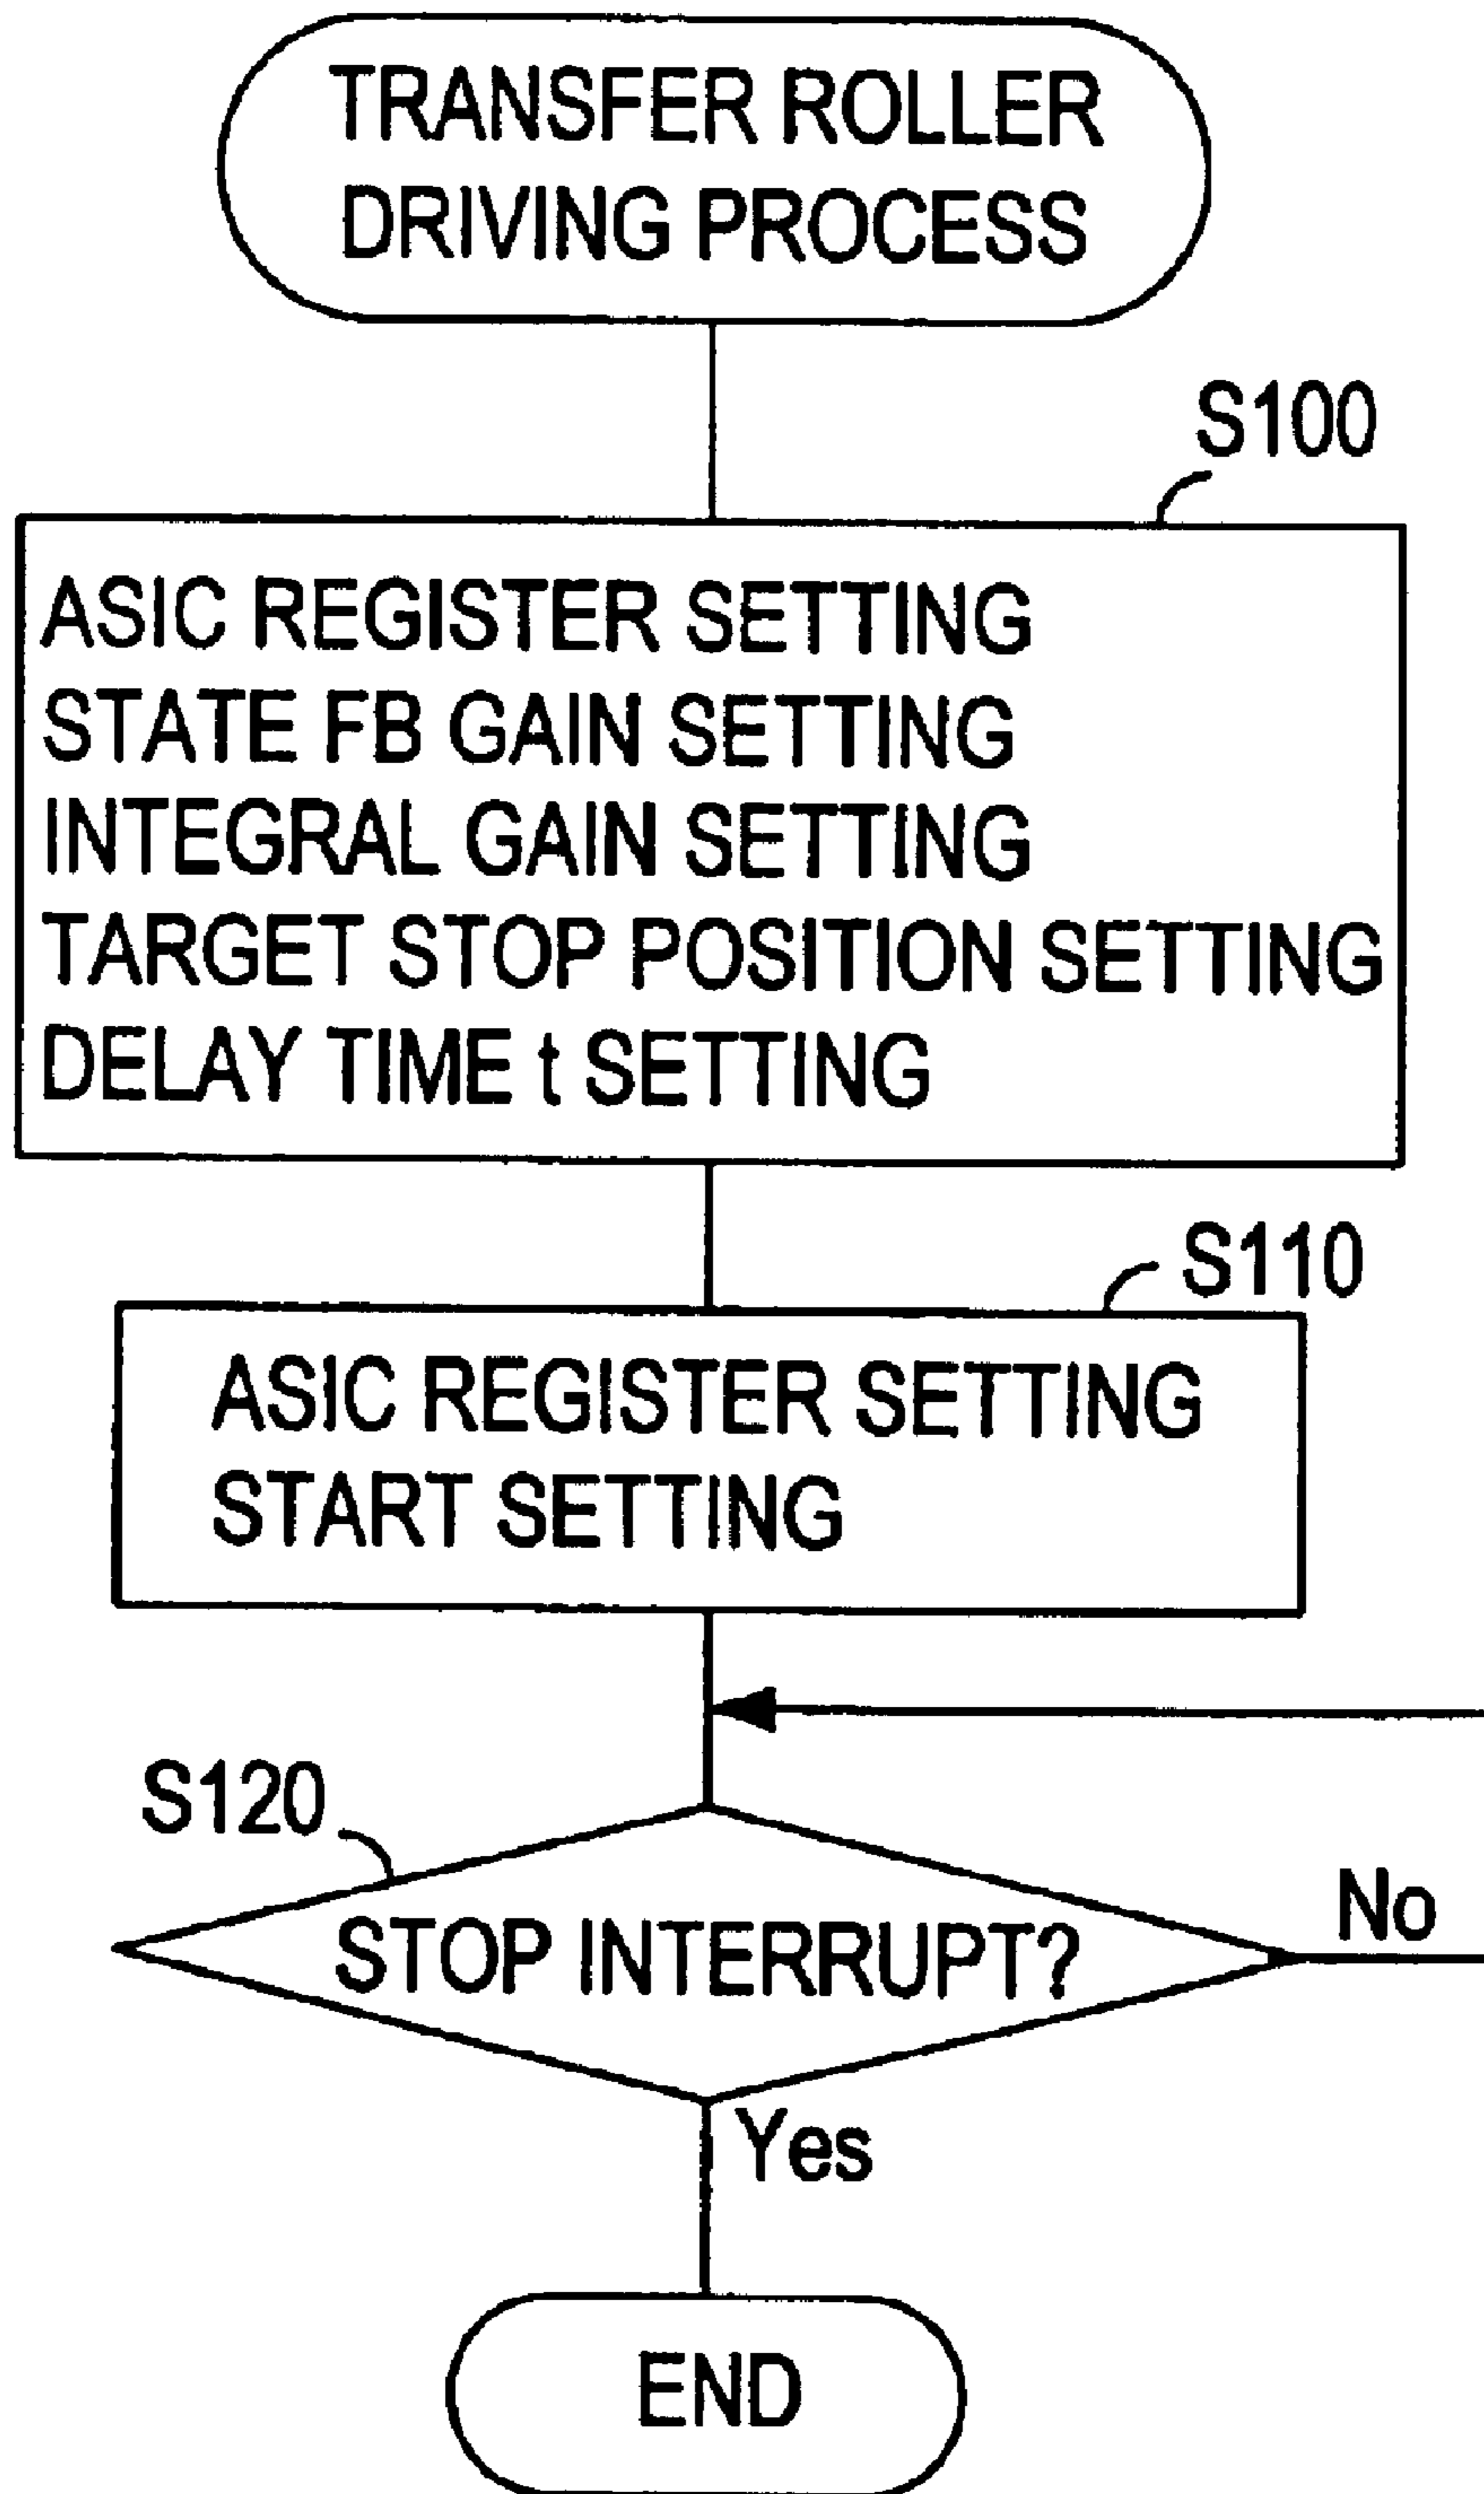 TRANSFER ROLLER
DRIVING PROCESS
S100
ASIC REGISTER SETTING
STATE FB GAIN SETTING
INTEGRAL GAIN SETTING
TARGET STOP POSITION SETTING
DELAY TIME t SETTING
S110
ASIC REGISTER SETTING
START SETTING
S120
STOP INTERRUPT?
No
Yes
END